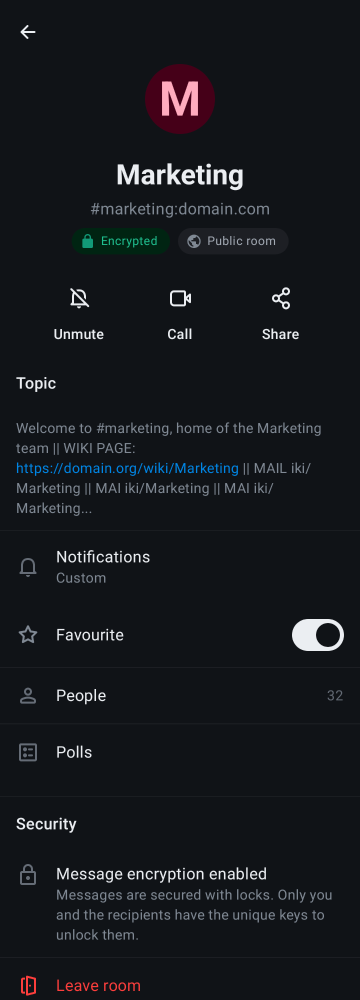 M
Marketing
#marketing:domain.com
Encrypted
Public room
Unmute
Call
Share
Topic
Welcome to #marketing, home of the Marketing
team || WIKI PAGE:
https://domain.org/wiki/Marketing || MAIL iki/
Marketing || MAI iki/Marketing || MAI iki/
Marketing...
Notifications
Custom
Favourite
People 32
Polls
Security
Message encryption enabled
Messages are secured with locks. Only you
and the recipients have the unique keys to
unlock them.
Leave room